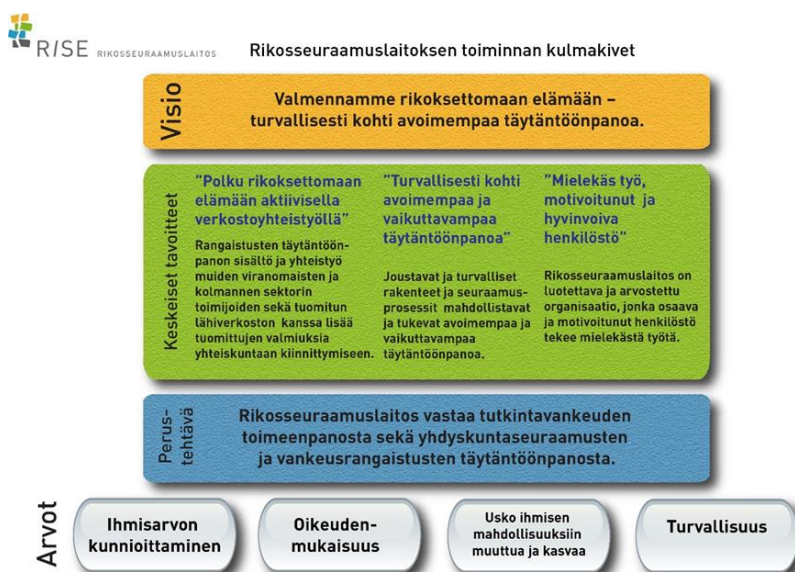 RISE RIKOSSEURAAMUSLAITOS
Rikosseuraamuslaitoksen toiminnan kulmakivet
Visio
Valmennamme rikoksettomaan elämään –
turvallisesti kohti avoimempaa täytäntöönpanoa.
Keskeiset tavoitteet
"Polku rikoksettomaan
elämään aktiivisella
verkostoyhteistyöllä"
Rangaistusten täytäntöön-
panon sisältö ja yhteistyö
muiden viranomaisten ja
kolmannen sektorin
toimijoiden sekä tuomitun
lähiverkoston kanssa lisää
tuomittujen valmiuksia
yhteiskuntaan kiinnittymiseen.
"Turvallisesti kohti
avoimempaa ja
vaikuttavampaa
täytäntöönpanoa"
Joustavat ja turvalliset
rakenteet ja seuraamus-
prosessit mahdollistavat
ja tukevat avoimempaa ja
vaikuttavampaa
täytäntöönpanoa.
"Mielekäs työ,
motivoitunut ja
hyvinvoiva
henkilöstö"
Rikosseuraamuslaitos on
luotettava ja arvostettu
organisaatio, jonka osaava
ja motivoitunut henkilöstö
tekee mielekästä työtä.
Perus-
tehtävä
Rikosseuraamuslaitos vastaa tutkintavankeuden
toimeenpanosta sekä yhdyskuntaseuraamusten
ja vankeusrangaistusten täytäntöönpanosta.
Arvot
Ihmisarvon
kunnioittaminen
Oikeuden-
mukaisuus
Usko ihmisen
mahdollisuuksiin
muuttua ja kasvaa
Turvallisuus